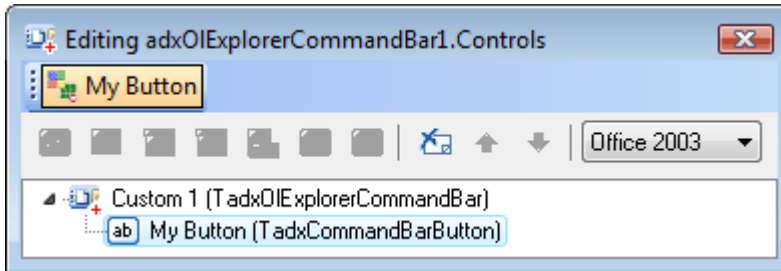 Editing adxOlExplorerCommandBar1.Controls
My Button
Office 2003
Custom 1 (TadxOlExplorerCommandBar)
ab My Button (TadxCommandBarButton)